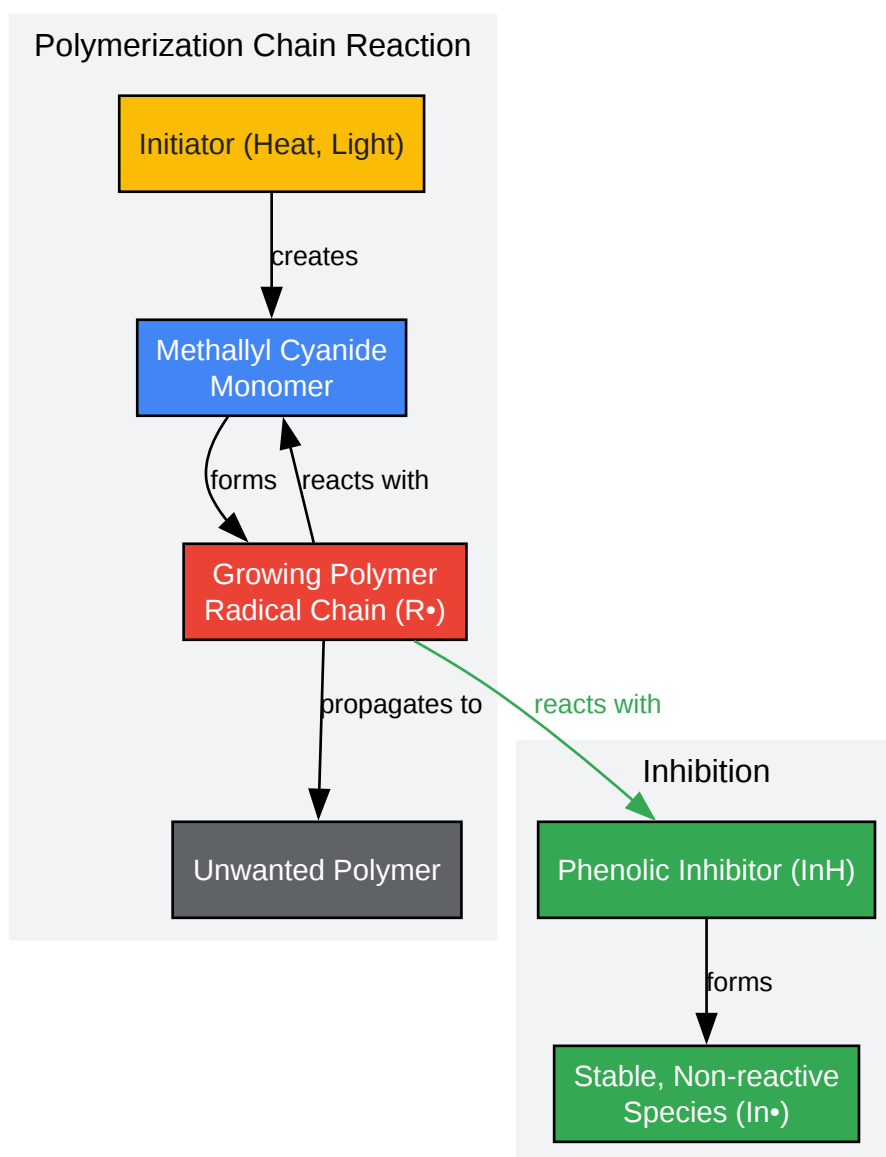 Polymerization Chain Reaction
Initiator (Heat, Light)
creates
Methallyl Cyanide
Monomer
forms
reacts with
Growing Polymer
Radical Chain (R•)
propagates to
reacts with
Unwanted Polymer
Inhibition
Phenolic Inhibitor (InH)
forms
Stable, Non-reactive
Species (In•)